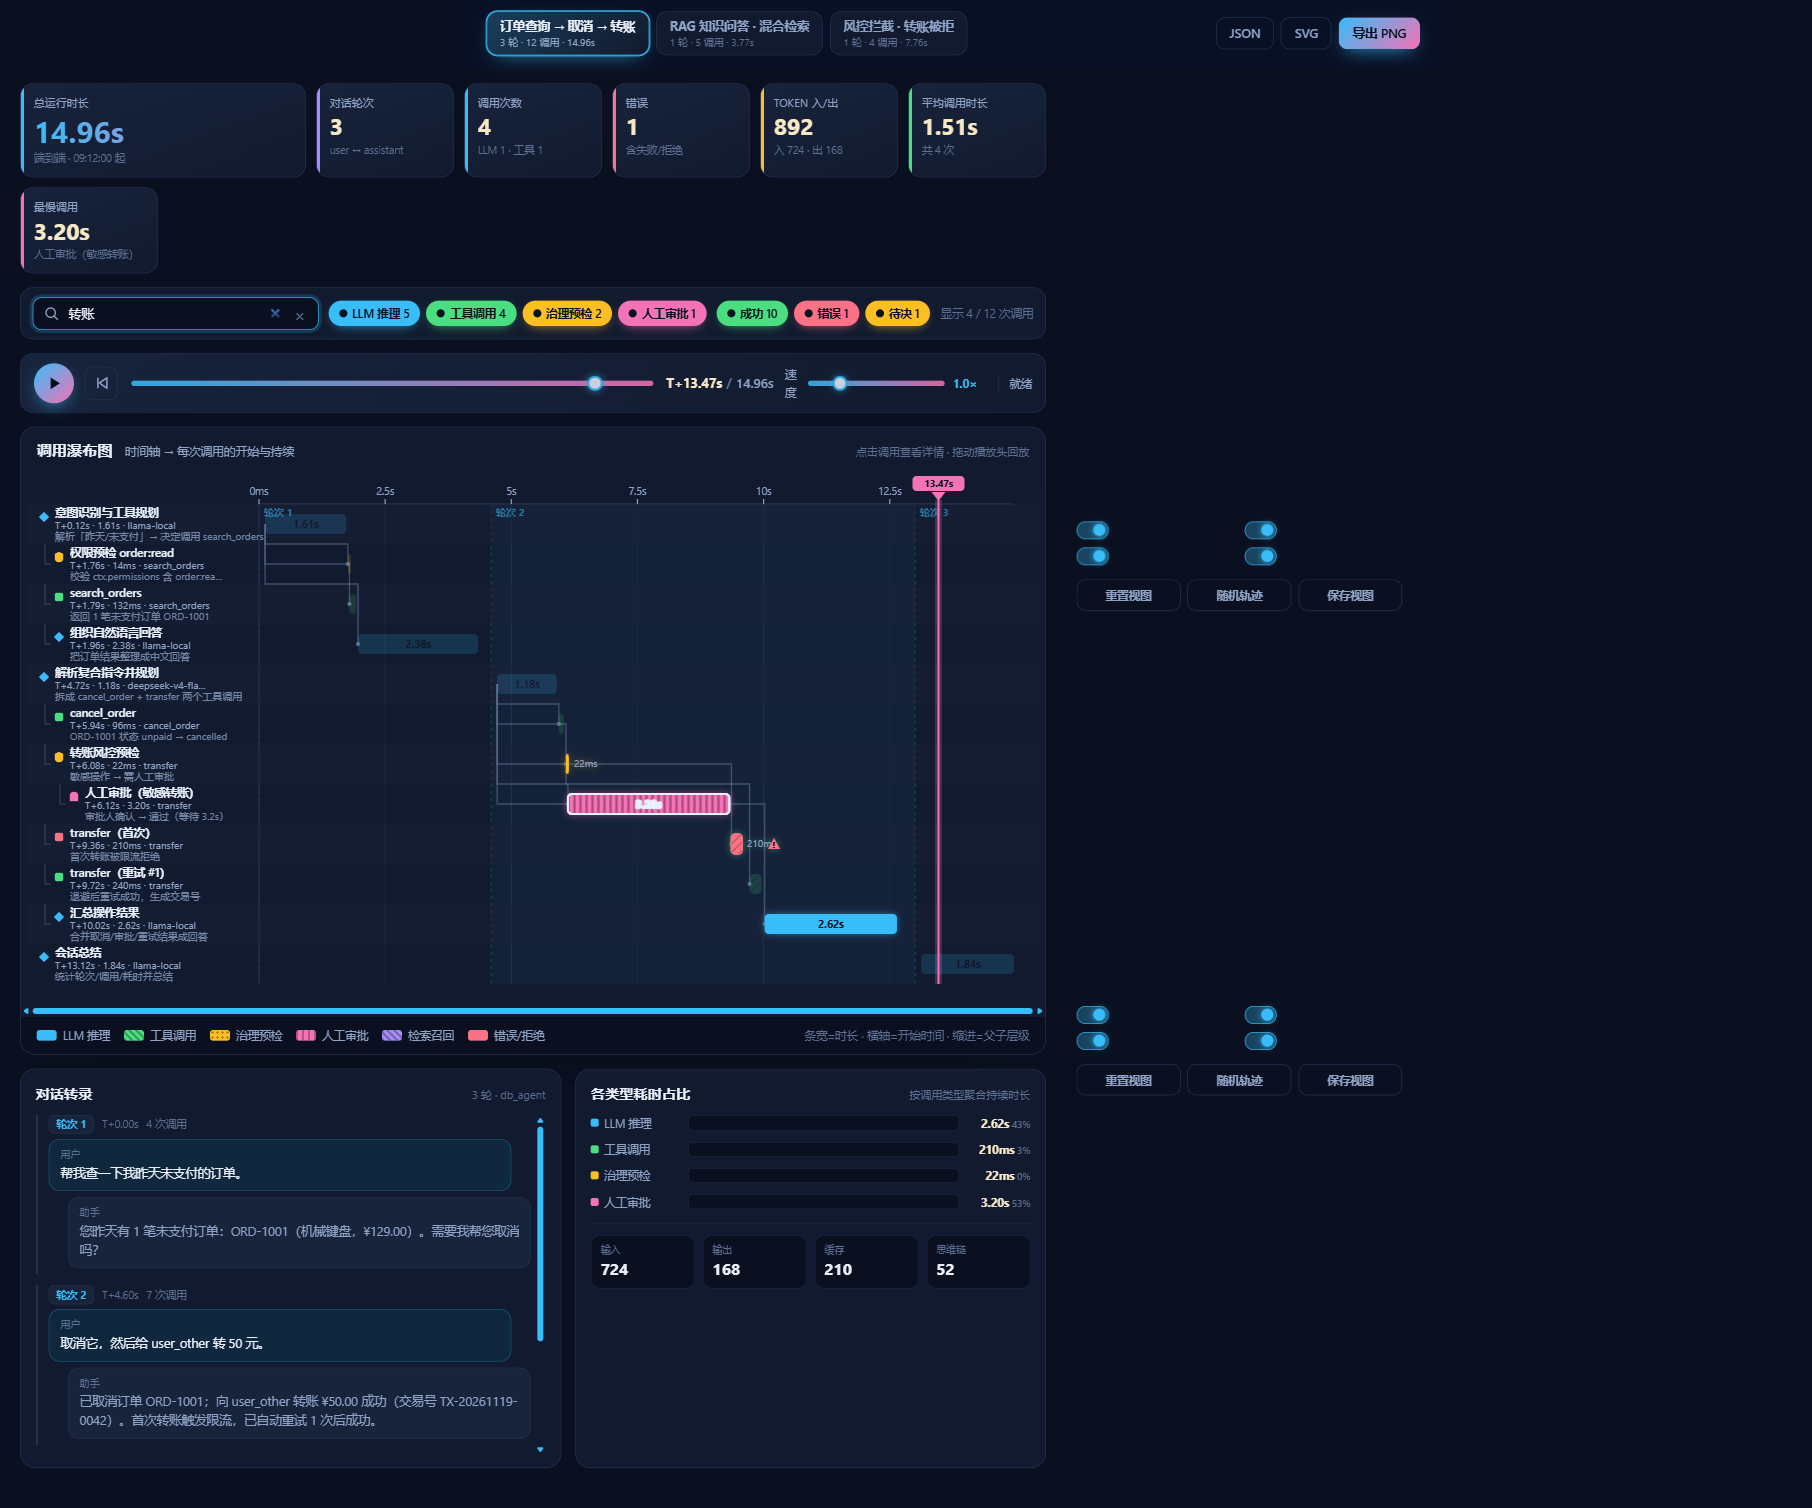 订单查询 → 取消 → 转账
3 轮 · 12 调用 · 14.96s
RAG 知识问答 · 混合检索
1 轮 · 5 调用 · 3.77s
风控拦截 · 转账被拒
1 轮 · 4 调用 · 7.76s
JSON
SVG
导出 PNG
总运行时长
14.96s
端到端 · 09:12:00 起
对话轮次
3
user ↔ assistant
调用次数
4
LLM 1 · 工具 1
错误
1
含失败/拒绝
TOKEN 入/出
892
入 724 · 出 168
平均调用时长
1.51s
共 4 次
最慢调用
3.20s
人工审批（敏感转账）
转账
LLM 推理 5
工具调用 4
治理预检 2
人工审批 1
成功 10
错误 1
待决 1
显示 4 / 12 次调用
T+13.47s / 14.96s
速度
1.0×
就绪
调用瀑布图 时间轴 → 每次调用的开始与持续
点击调用查看详情 · 拖动播放头回放
0ms 2.5s 5s 7.5s 10s 12.5s
13.47s
轮次 1 轮次 2 轮次 3
意图识别与工具规划
T+0.12s · 1.61s · llama-local
解析「昨天/未支付」→ 决定调用 search_orders
1.61s
权限预检 order:read
T+1.76s · 14ms · search_orders
校验 ctx.permissions 含 order:rea...
search_orders
T+1.79s · 132ms · search_orders
返回 1 笔未支付订单 ORD-1001
组织自然语言回答
T+1.96s · 2.38s · llama-local
把订单结果整理成中文回答
2.38s
解析复合指令并规划
T+4.72s · 1.18s · deepseek-v4-fla...
拆成 cancel_order + transfer 两个工具调用
1.18s
cancel_order
T+5.94s · 96ms · cancel_order
ORD-1001 状态 unpaid → cancelled
转账风控预检
T+6.08s · 22ms · transfer
敏感操作 → 需人工审批
22ms
人工审批（敏感转账）
T+6.12s · 3.20s · transfer
审批人确认 → 通过（等待 3.2s）
3.20s
transfer（首次）
T+9.36s · 210ms · transfer
首次转账被限流拒绝
210ms
transfer（重试 #1）
T+9.72s · 240ms · transfer
退避后重试成功，生成交易号
汇总操作结果
T+10.02s · 2.62s · llama-local
合并取消/审批/重试结果成回答
2.62s
会话总结
T+13.12s · 1.84s · llama-local
统计轮次/调用/耗时并总结
1.84s
LLM 推理
工具调用
治理预检
人工审批
检索召回
错误/拒绝
条宽=时长 · 横轴=开始时间 · 缩进=父子层级
重置视图
随机轨迹
保存视图
重置视图
随机轨迹
保存视图
对话转录
3 轮 · db_agent
轮次 1 T+0.00s 4 次调用
用户
帮我查一下我昨天未支付的订单。
助手
您昨天有 1 笔未支付订单：ORD-1001（机械键盘，¥129.00）。需要我帮您取消
吗？
轮次 2 T+4.60s 7 次调用
用户
取消它，然后给 user_other 转 50 元。
助手
已取消订单 ORD-1001；向 user_other 转账 ¥50.00 成功（交易号 TX-20261119-
0042）。首次转账触发限流，已自动重试 1 次后成功。
各类型耗时占比
按调用类型聚合持续时长
LLM 推理 2.62s 43%
工具调用 210ms 3%
治理预检 22ms 0%
人工审批 3.20s 53%
输入
724
输出
168
缓存
210
思维链
52